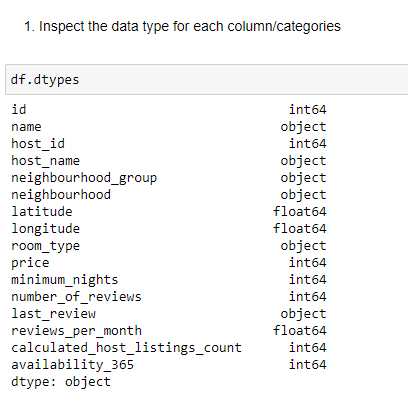 1. Inspect the data type for each column/categories
df.dtypes
id int64
name object
host_id int64
host_name object
neighbourhood_group object
neighbourhood object
latitude float64
longitude float64
room_type object
price int64
minimum_nights int64
number_of_reviews int64
last_review object
reviews_per_month float64
calculated_host_listings_count int64
availability_365 int64
dtype: object